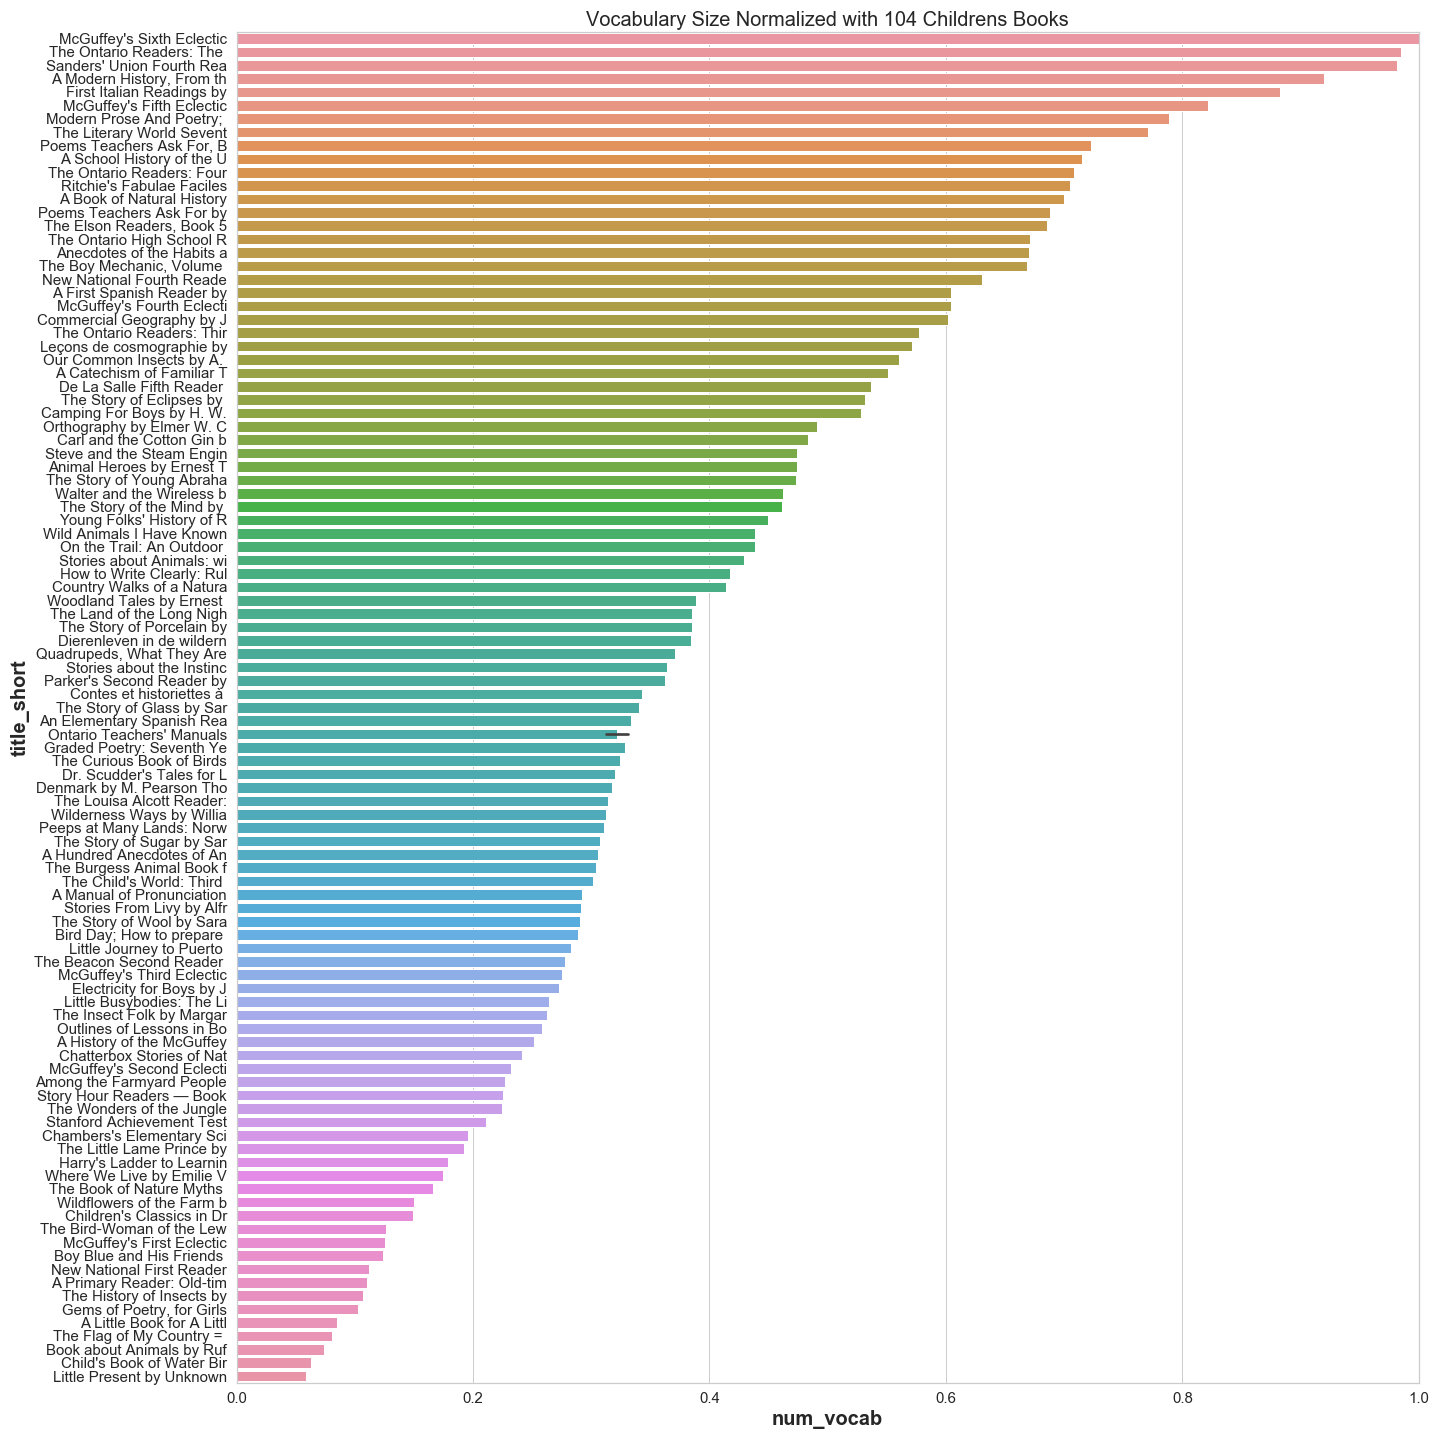 Vocabulary Size Normalized with 104 Childrens Books
McGuffey's Sixth Eclectic
The Ontario Readers: The
Sanders' Union Fourth Rea
A Modern History, From th
First Italian Readings by
McGuffey's Fifth Eclectic
Modern Prose And Poetry;
The Literary World Sevent
Poems Teachers Ask For, B
A School History of the U
The Ontario Readers: Four
Ritchie's Fabulae Faciles
A Book of Natural History
Poems Teachers Ask For by
The Elson Readers, Book 5
The Ontario High School R
Anecdotes of the Habits a
The Boy Mechanic, Volume
New National Fourth Reade
A First Spanish Reader by
McGuffey's Fourth Eclecti
Commercial Geography by J
The Ontario Readers: Thir
Leçons de cosmographie by
Our Common Insects by A.
A Catechism of Familiar T
De La Salle Fifth Reader
The Story of Eclipses by
Camping For Boys by H. W.
Orthography by Elmer W. C
Carl and the Cotton Gin b
Steve and the Steam Engin
Animal Heroes by Ernest T
The Story of Young Abraha
Walter and the Wireless b
The Story of the Mind by
Young Folks' History of R
Wild Animals I Have Known
On the Trail: An Outdoor
Stories about Animals: wi
How to Write Clearly: Rul
Country Walks of a Natura
Woodland Tales by Ernest
The Land of the Long Nigh
The Story of Porcelain by
Dierenleven in de wildern
Quadrupeds, What They Are
Stories about the Instinc
Parker's Second Reader by
Contes et historiettes à
The Story of Glass by Sar
An Elementary Spanish Rea
Ontario Teachers' Manuals
Graded Poetry: Seventh Ye
The Curious Book of Birds
Dr. Scudder's Tales for L
Denmark by M. Pearson Tho
The Louisa Alcott Reader:
Wilderness Ways by Willia
Peeps at Many Lands: Norw
The Story of Sugar by Sar
A Hundred Anecdotes of An
The Burgess Animal Book f
The Child's World: Third
A Manual of Pronunciation
Stories From Livy by Alfr
The Story of Wool by Sara
Bird Day; How to prepare
Little Journey to Puerto
The Beacon Second Reader
McGuffey's Third Eclectic
Electricity for Boys by J
Little Busybodies: The Li
The Insect Folk by Margar
Outlines of Lessons in Bo
A History of the McGuffey
Chatterbox Stories of Nat
McGuffey's Second Eclecti
Among the Farmyard People
Story Hour Readers — Book
The Wonders of the Jungle
Stanford Achievement Test
Chambers's Elementary Sci
The Little Lame Prince by
Harry's Ladder to Learnin
Where We Live by Emilie V
The Book of Nature Myths
Wildflowers of the Farm b
Children's Classics in Dr
The Bird-Woman of the Lew
McGuffey's First Eclectic
Boy Blue and His Friends
New National First Reader
A Primary Reader: Old-tim
The History of Insects by
Gems of Poetry, for Girls
A Little Book for A Littl
The Flag of My Country =
Book about Animals by Ruf
Child's Book of Water Bir
Little Present by Unknown
title_short
0.0 0.2 0.4 0.6 0.8 1.0
num_vocab